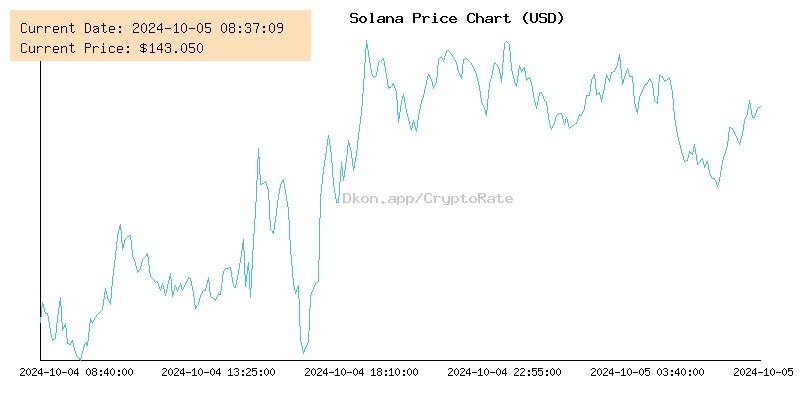 Solana Price Chart (USD)
Current Date: 2024-10-05 08:37:09
Current Price: $143.050
Dkon.app/CryptoRate
2024-10-04 08:40:00
2024-10-04 13:25:00
2024-10-04 18:10:00
2024-10-04 22:55:00
2024-10-05 03:40:00
2024-10-05